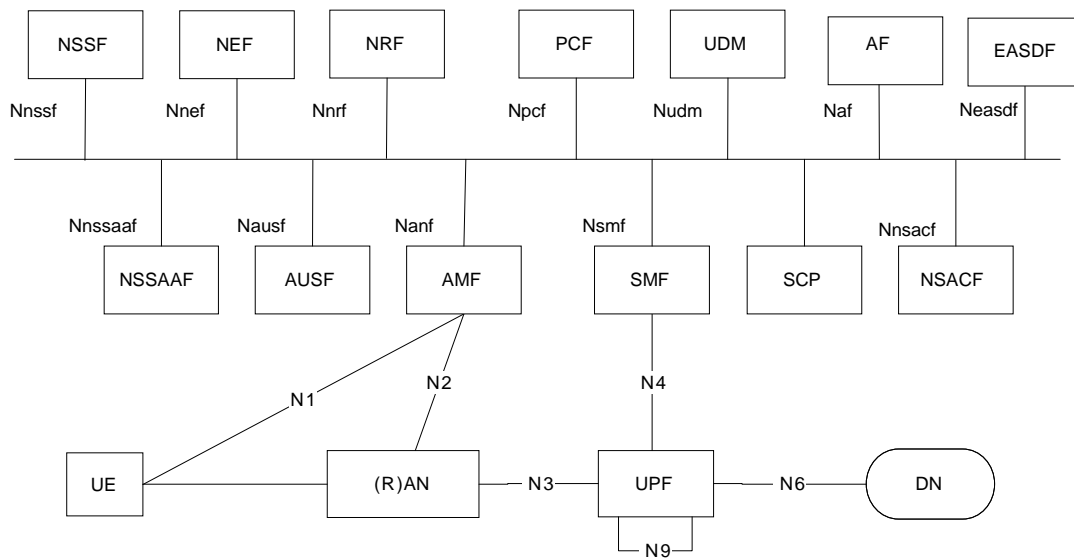 NSSF
NEF
NRF
PCF
UDM
AF
EASDF
Nnssf
Nnef
Nnrf
Npcf
Nudm
Naf
Neasdf
Nnssaaf
Nausf
Nanf
Nsmf
Nnsacf
NSSAAF
AUSF
AMF
SMF
SCP
NSACF
N1
N2
N4
UE
(R)AN
N3
UPF
N6
DN
N9